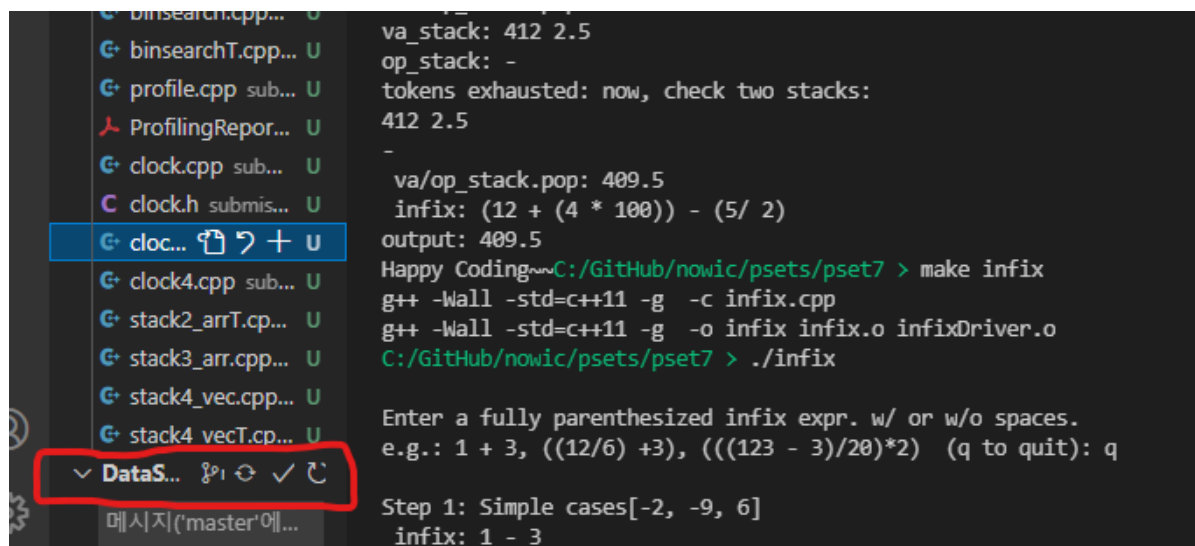 binsearch.cpp... U
binsearchT.cpp... U
profile.cpp sub... U
ProfilingRepor... U
clock.cpp sub... U
C clock.h submis... U
cloc... U
clock4.cpp sub... U
stack2_arrT.cp... U
stack3_arr.cpp... U
stack4_vec.cpp... U
stack4_vecT.cp... U
DataS...
메시지('master'에...
va_stack: 412 2.5
op_stack: -
tokens exhausted: now, check two stacks:
412 2.5
-
va/op_stack.pop: 409.5
infix: (12 + (4 * 100)) - (5/ 2)
output: 409.5
Happy Coding~~C:/GitHub/nowic/psets/pset7 > make infix
g++ -Wall -std=c++11 -g  -c infix.cpp
g++ -Wall -std=c++11 -g  -o infix infix.o infixDriver.o
C:/GitHub/nowic/psets/pset7 > ./infix
Enter a fully parenthesized infix expr. w/ or w/o spaces.
e.g.: 1 + 3, ((12/6) +3), (((123 - 3)/20)*2)  (q to quit): q
Step 1: Simple cases[-2, -9, 6]
infix: 1 - 3